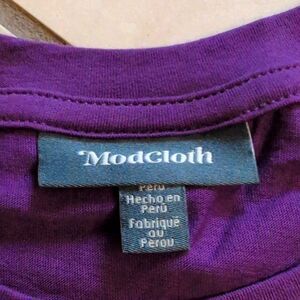 ModCloth
Peru
Hecho en
Perú
Fabriqué
au
Pérou